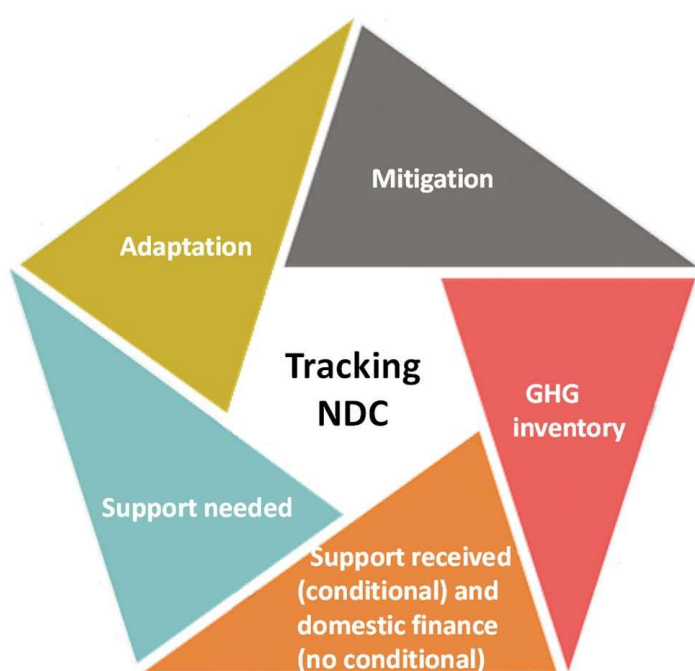 Mitigation
Adaptation
Tracking
NDC
GHG
inventory
Support needed
Support received
(conditional) and
domestic finance
(no conditional)